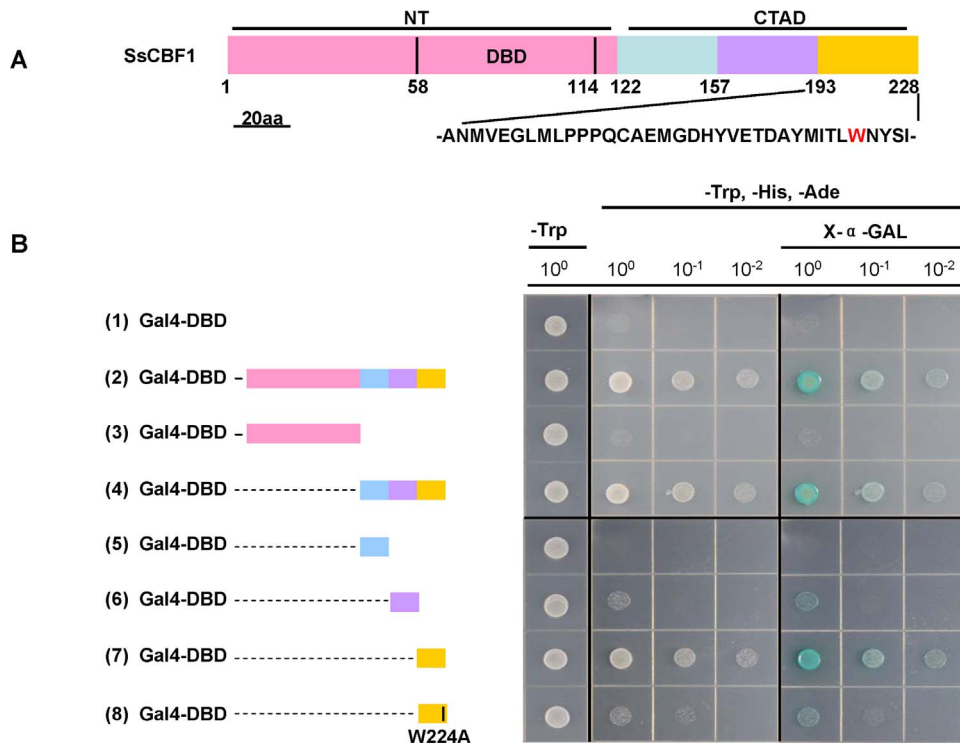 A
NT
CTAD
SsCBF1
DBD
1 58 114 122 157 193 228
20aa
-ANMVEGLMLPPPQCAEMGDHYVETDAYMITLWNYSI-
B
-Trp, -His, -Ade
-Trp
X- α -GAL
10⁰ 10⁰ 10⁻¹ 10⁻² 10⁰ 10⁻¹ 10⁻²
(1) Gal4-DBD
(2) Gal4-DBD
(3) Gal4-DBD
(4) Gal4-DBD
(5) Gal4-DBD
(6) Gal4-DBD
(7) Gal4-DBD
(8) Gal4-DBD
W224A